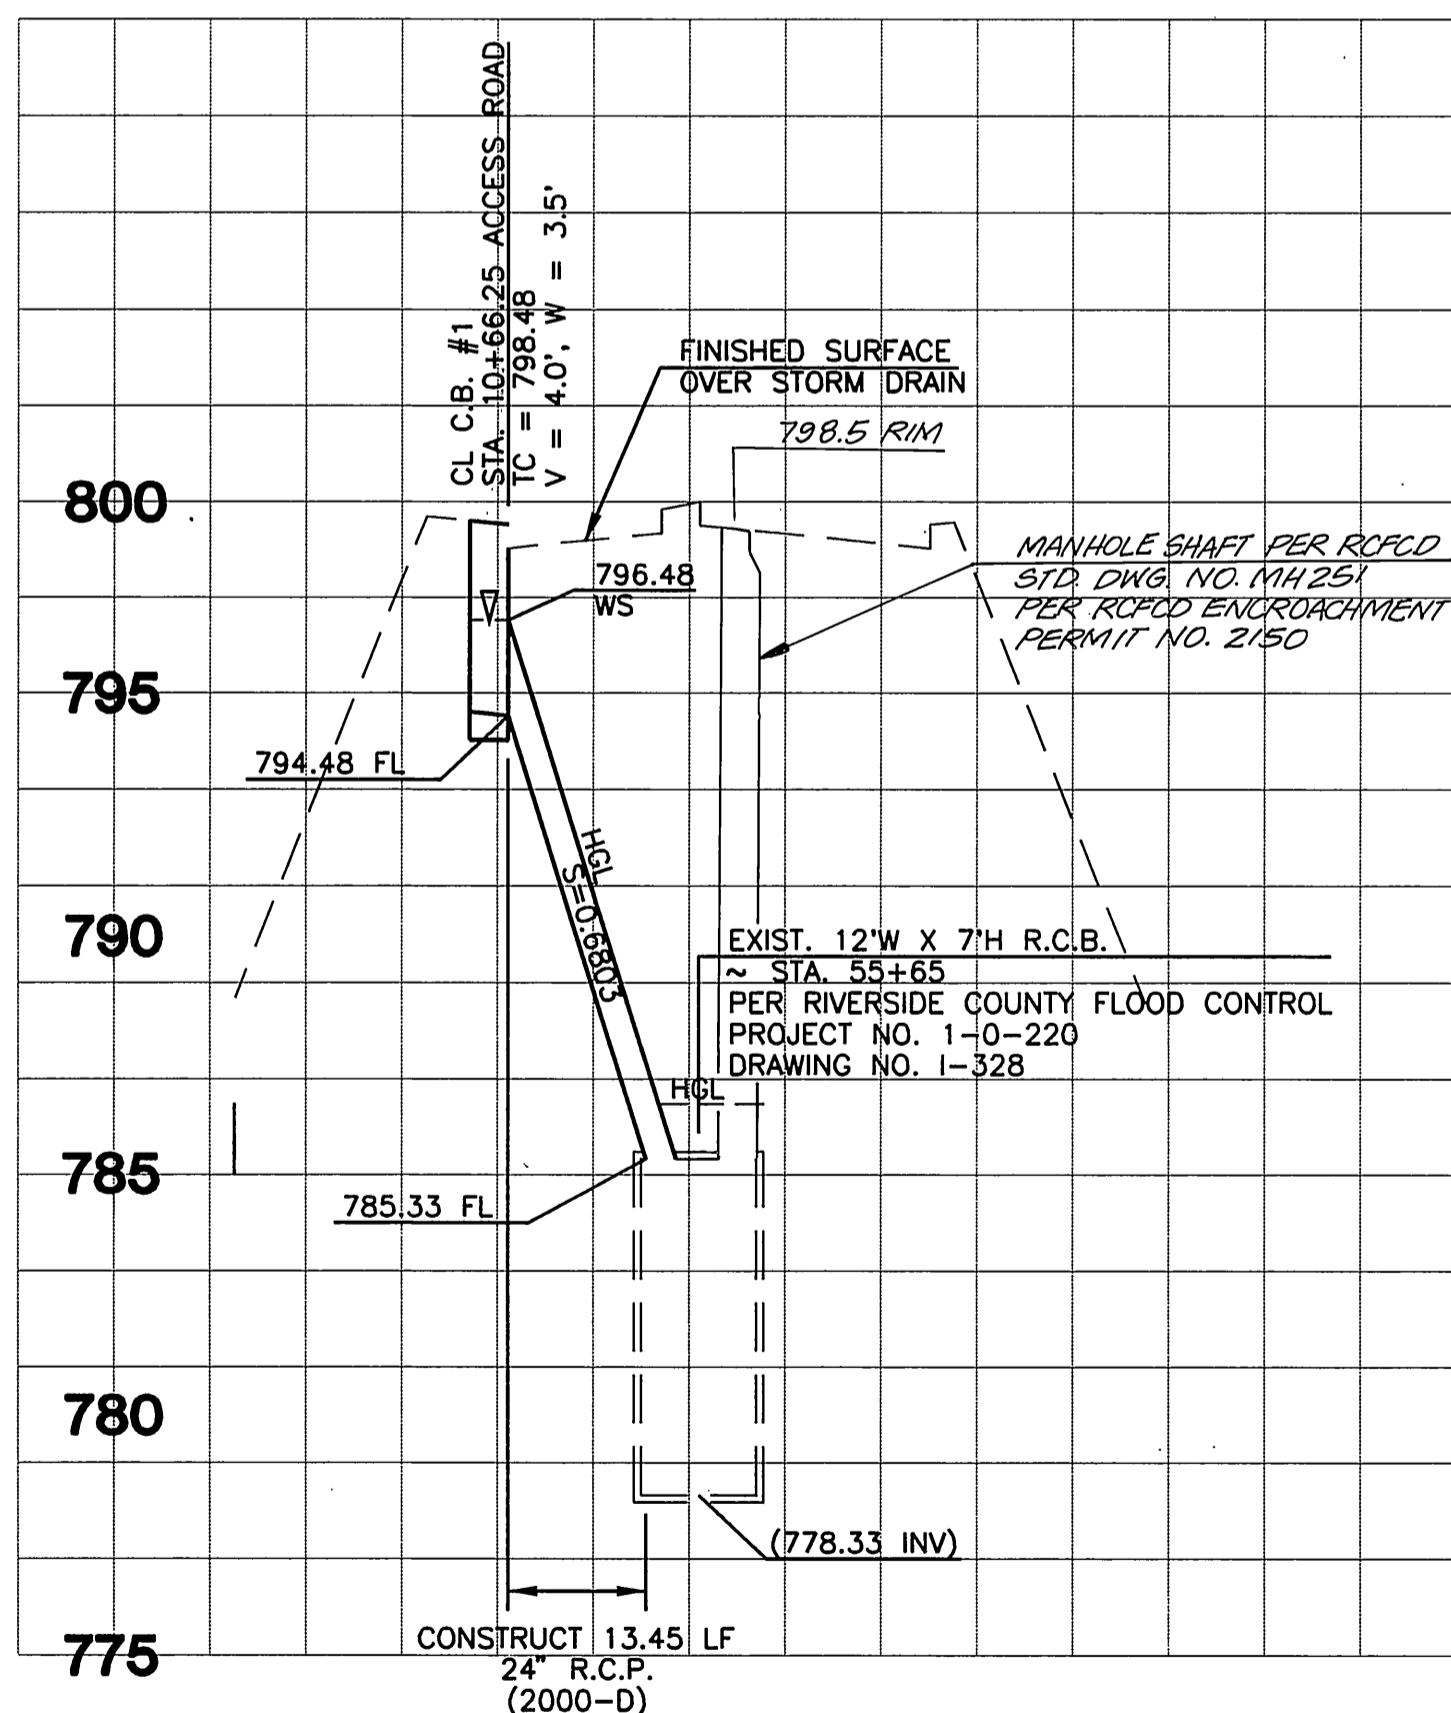 CL C.B. #1
STA. 10+66.25 ACCESS ROAD
TC = 798.48
V = 4.0', W = 3.5'
FINISHED SURFACE
OVER STORM DRAIN
798.5 RIM
800
MANHOLE SHAFT PER RCFCD
STD. DWG. NO. MH251
PER RCFCD ENCROACHMENT
PERMIT NO. 2150
796.48
WS
795
794.48 FL
HGL
S=0.6803
790
EXIST. 12'W X 7'H R.C.B.
~ STA. 55+65
PER RIVERSIDE COUNTY FLOOD CONTROL
PROJECT NO. 1-0-220
DRAWING NO. I-328
HGL
785
785.33 FL
780
(778.33 INV)
775
CONSTRUCT 13.45 LF
24" R.C.P.
(2000-D)